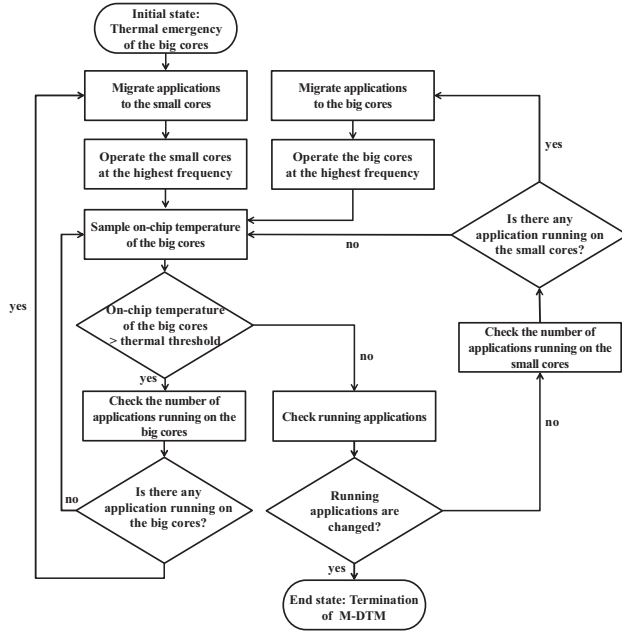 Initial state:
Thermal emergency
of the big cores
Migrate applications
to the small cores
Migrate applications
to the big cores
yes
Operate the small cores
at the highest frequency
Operate the big cores
at the highest frequency
Sample on-chip temperature
of the big cores
no
Is there any
application running on
the small cores?
yes
On-chip temperature
of the big cores
> thermal threshold
no
Check the number of
applications running on the
small cores
yes
Check the number of
applications running on the
big cores
Check running applications
no
no
Is there any
application running on
the big cores?
Running
applications are
changed?
yes
End state: Termination
of M-DTM